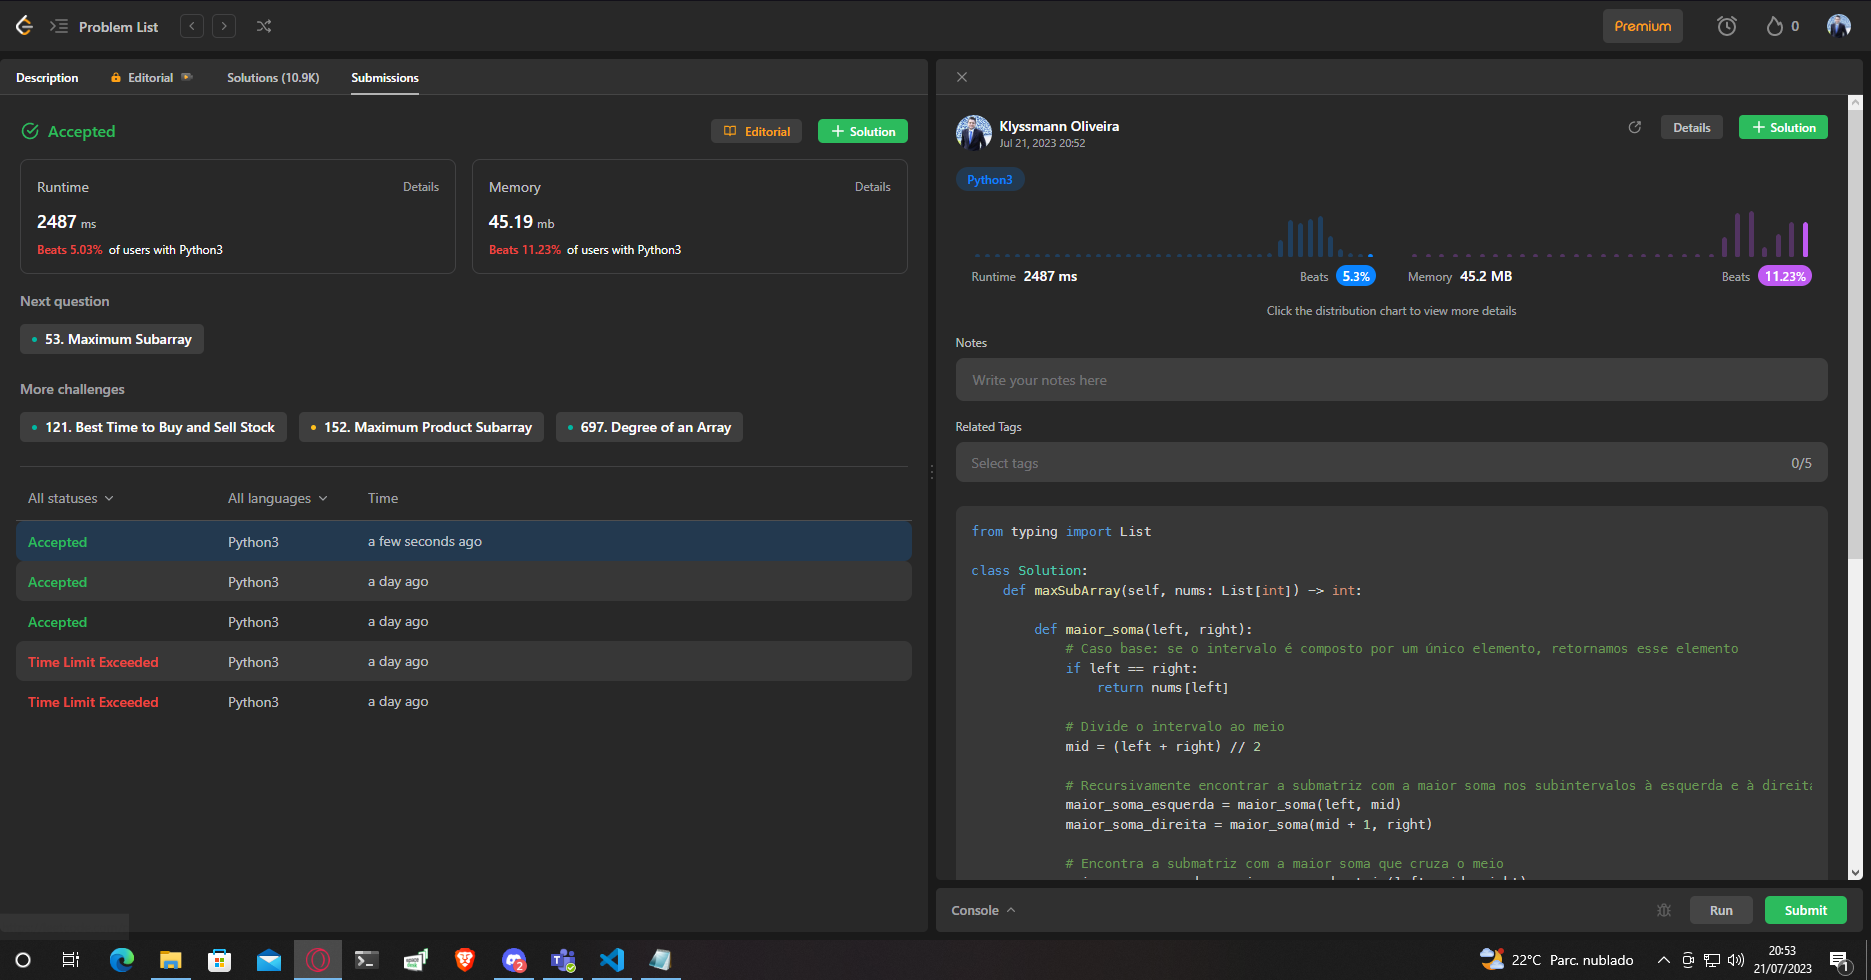 Problem List
Premium
0
Description
Editorial
Solutions (10.9K)
Submissions
Accepted
Editorial
Solution
Runtime
Details
2487 ms
Beats 5.03% of users with Python3
Memory
Details
45.19 mb
Beats 11.23% of users with Python3
Next question
53. Maximum Subarray
More challenges
121. Best Time to Buy and Sell Stock
152. Maximum Product Subarray
697. Degree of an Array
All statuses
All languages
Time
Accepted Python3 a few seconds ago
Accepted Python3 a day ago
Accepted Python3 a day ago
Time Limit Exceeded Python3 a day ago
Time Limit Exceeded Python3 a day ago
Klyssmann Oliveira
Jul 21, 2023 20:52
Details
Solution
Python3
Runtime 2487 ms
Beats 5.3%
Memory 45.2 MB
Beats 11.23%
Click the distribution chart to view more details
Notes
Write your notes here
Related Tags
Select tags
0/5
from typing import List
class Solution:
def maxSubArray(self, nums: List[int]) -> int:
def maior_soma(left, right):
# Caso base: se o intervalo é composto por um único elemento, retornamos esse elemento
if left == right:
return nums[left]
# Divide o intervalo ao meio
mid = (left + right) // 2
# Recursivamente encontrar a submatriz com a maior soma nos subintervalos à esquerda e à direita
maior_soma_esquerda = maior_soma(left, mid)
maior_soma_direita = maior_soma(mid + 1, right)
# Encontra a submatriz com a maior soma que cruza o meio
Console
Run
Submit
2
22°C Parc. nublado
20:53
21/07/2023
1